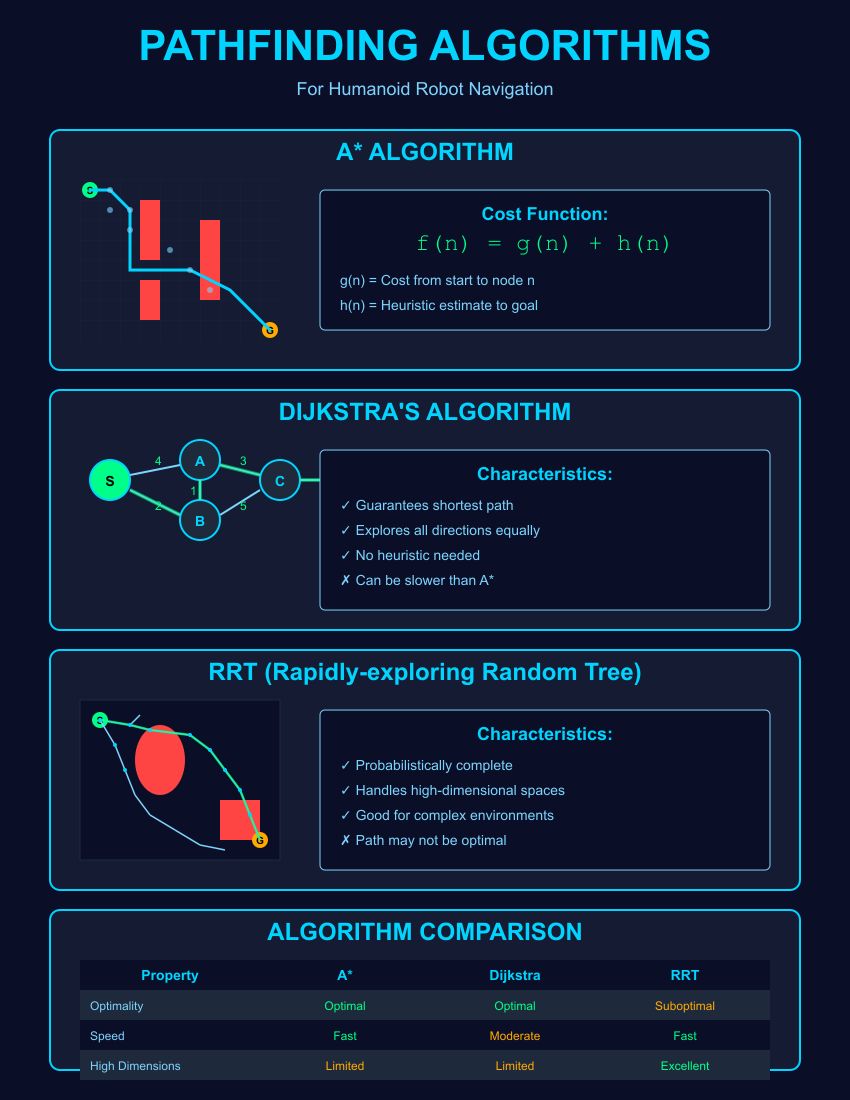 PATHFINDING ALGORITHMS
For Humanoid Robot Navigation
A* ALGORITHM
S
G
Cost Function:
f(n) = g(n) + h(n)
g(n) = Cost from start to node n
h(n) = Heuristic estimate to goal
DIJKSTRA'S ALGORITHM
S
A
B
C
4
2
1
3
5
Characteristics:
✓ Guarantees shortest path
✓ Explores all directions equally
✓ No heuristic needed
✗ Can be slower than A*
RRT (Rapidly-exploring Random Tree)
S
G
Characteristics:
✓ Probabilistically complete
✓ Handles high-dimensional spaces
✓ Good for complex environments
✗ Path may not be optimal
ALGORITHM COMPARISON
Property A* Dijkstra RRT
Optimality Optimal Optimal Suboptimal
Speed Fast Moderate Fast
High Dimensions Limited Limited Excellent